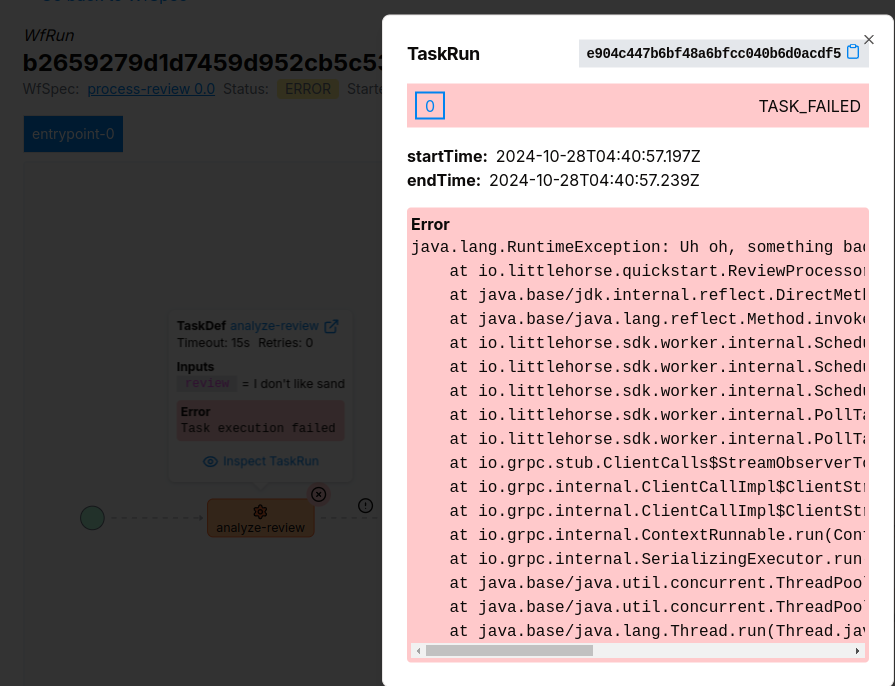 WfRun
b2659279d1d7459d952cb5c53
WfSpec: process-review 0.0 Status: ERROR Starte
entrypoint-0
TaskDef analyze-review
Timeout: 15s Retries: 0
Inputs
review = I don't like sand
Error
Task execution failed
Inspect TaskRun
analyze-review
TaskRun
e904c447b6bf48a6bfcc040b6d0acdf5
0 TASK_FAILED
startTime: 2024-10-28T04:40:57.197Z
endTime: 2024-10-28T04:40:57.239Z
Error
java.lang.RuntimeException: Uh oh, something bad
at io.littlehorse.quickstart.ReviewProcessor
at java.base/jdk.internal.reflect.DirectMeth
at java.base/java.lang.reflect.Method.invoke
at io.littlehorse.sdk.worker.internal.Schedu
at io.littlehorse.sdk.worker.internal.Schedu
at io.littlehorse.sdk.worker.internal.Schedu
at io.littlehorse.sdk.worker.internal.PollTa
at io.littlehorse.sdk.worker.internal.PollTa
at io.grpc.stub.ClientCalls$StreamObserverTo
at io.grpc.internal.ClientCallImpl$ClientStr
at io.grpc.internal.ClientCallImpl$ClientStr
at io.grpc.internal.ContextRunnable.run(Cont
at io.grpc.internal.SerializingExecutor.run
at java.base/java.util.concurrent.ThreadPool
at java.base/java.util.concurrent.ThreadPool
at java.base/java.lang.Thread.run(Thread.jav